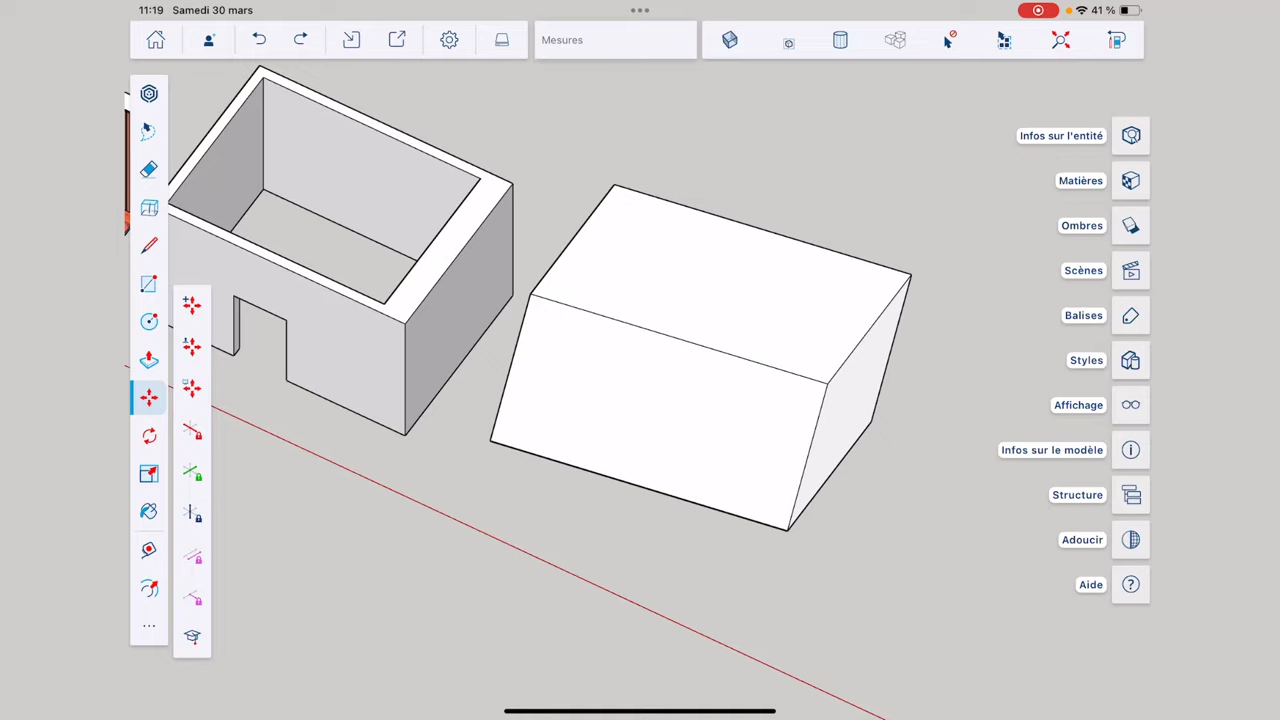 11:19 Samedi 30 mars
41 %
Mesures
Infos sur l'entité
Matières
Ombres
Scènes
Balises
Styles
Affichage
Infos sur le modèle
Structure
Adoucir
Aide